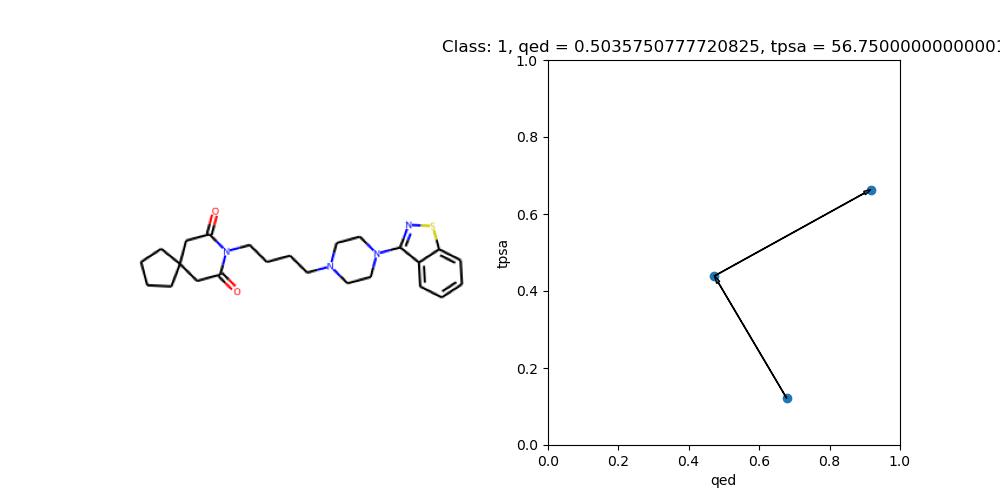 Class: 1, qed = 0.5035750777720825, tpsa = 56.75000000000001
1.0
0.8
0.6
0.4
0.2
0.0
tpsa
0.0 0.2 0.4 0.6 0.8 1.0
qed
O
N
O
N
N
N
S